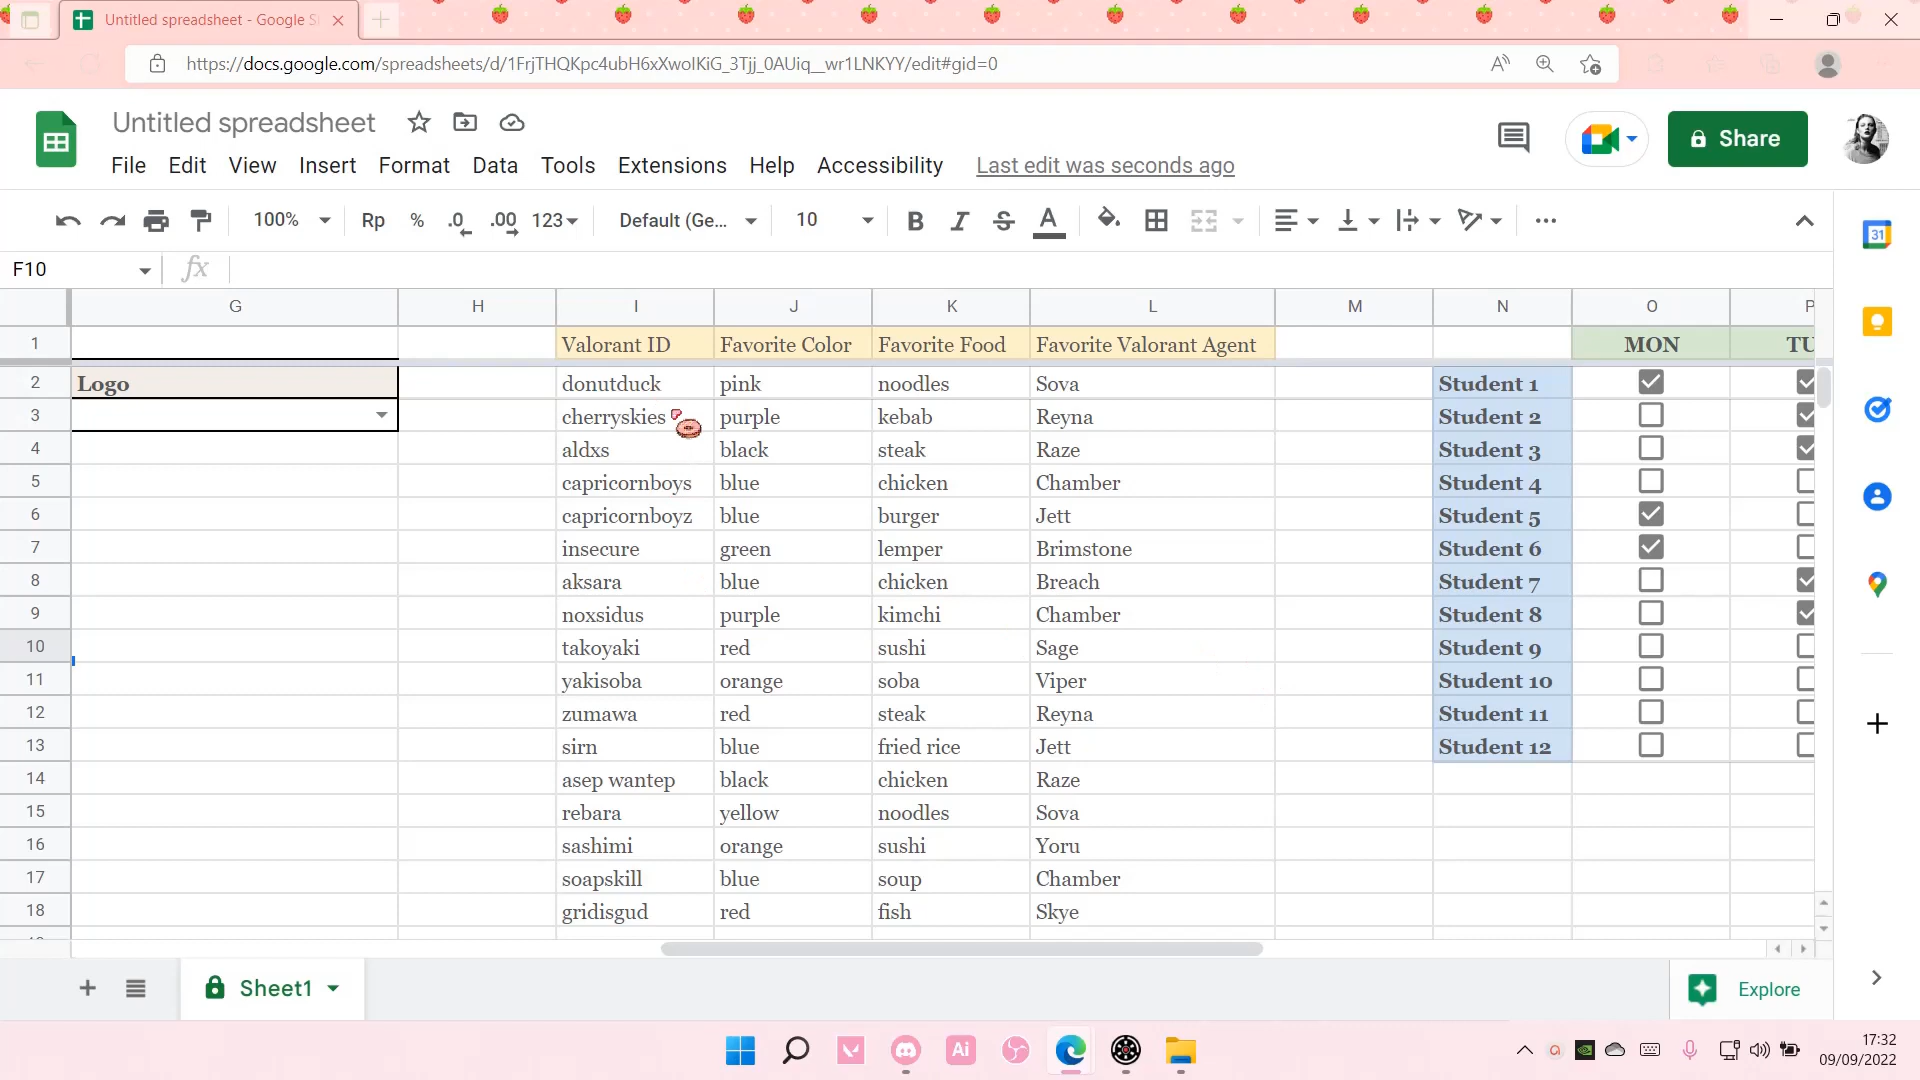 Untitled spreadsheet - Google S
https://docs.google.com/spreadsheets/d/1FrjTHQKpc4ubH6xXwoIKiG_3Tjj_0AUiq__wr1LNKYY/edit#gid=0
Untitled spreadsheet
File Edit View Insert Format Data Tools Extensions Help Accessibility Last edit was seconds ago
Share
100% Rp % .0 .00 123 Default (Ge... 10 B I S A
F10 fx
G H I J K L M N O P
1 Valorant ID Favorite Color Favorite Food Favorite Valorant Agent MON TU
2 Logo donutduck pink noodles Sova Student 1
3 cherryskies purple kebab Reyna Student 2
4 aldxs black steak Raze Student 3
5 capricornboys blue chicken Chamber Student 4
6 capricornboyz blue burger Jett Student 5
7 insecure green lemper Brimstone Student 6
8 aksara blue chicken Breach Student 7
9 noxsidus purple kimchi Chamber Student 8
10 takoyaki red sushi Sage Student 9
11 yakisoba orange soba Viper Student 10
12 zumawa red steak Reyna Student 11
13 sirn blue fried rice Jett Student 12
14 asep wantep black chicken Raze
15 rebara yellow noodles Sova
16 sashimi orange sushi Yoru
17 soapskill blue soup Chamber
18 gridisgud red fish Skye
Sheet1
Explore
31
Ai
17:32
09/09/2022